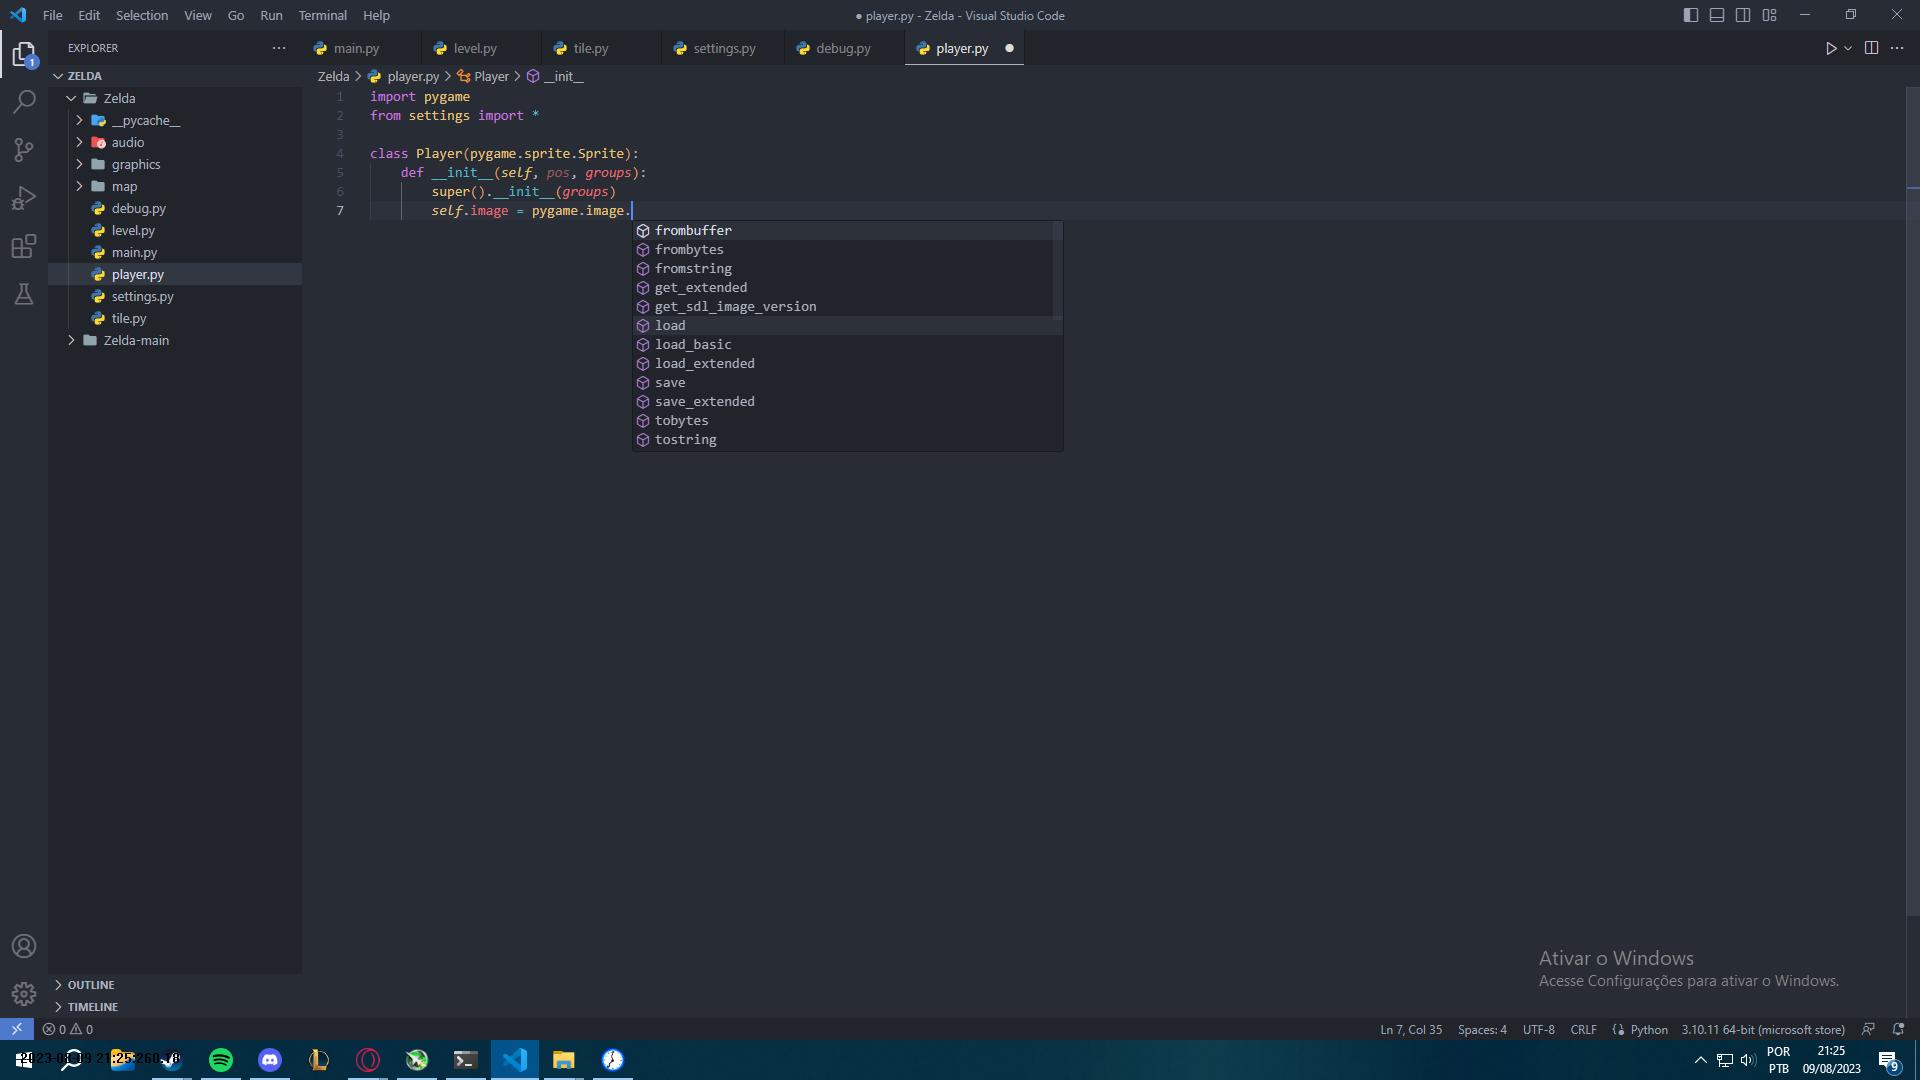 File Edit Selection View Go Run Terminal Help
● player.py - Zelda - Visual Studio Code
EXPLORER
main.py
level.py
tile.py
settings.py
debug.py
player.py
ZELDA
Zelda > player.py > Player > __init__
Zelda
__pycache__
audio
graphics
map
debug.py
level.py
main.py
player.py
settings.py
tile.py
Zelda-main
1 import pygame
2 from settings import *
3
4 class Player(pygame.sprite.Sprite):
5 def __init__(self, pos, groups):
6 super().__init__(groups)
7 self.image = pygame.image.
frombuffer
frombytes
fromstring
get_extended
get_sdl_image_version
load
load_basic
load_extended
save
save_extended
tobytes
tostring
Ativar o Windows
Acesse Configurações para ativar o Windows.
OUTLINE
TIMELINE
0 0
Ln 7, Col 35 Spaces: 4 UTF-8 CRLF Python 3.10.11 64-bit (microsoft store)
2023-08-09 21:25:260-18
POR
PTB
21:25
09/08/2023
9
1